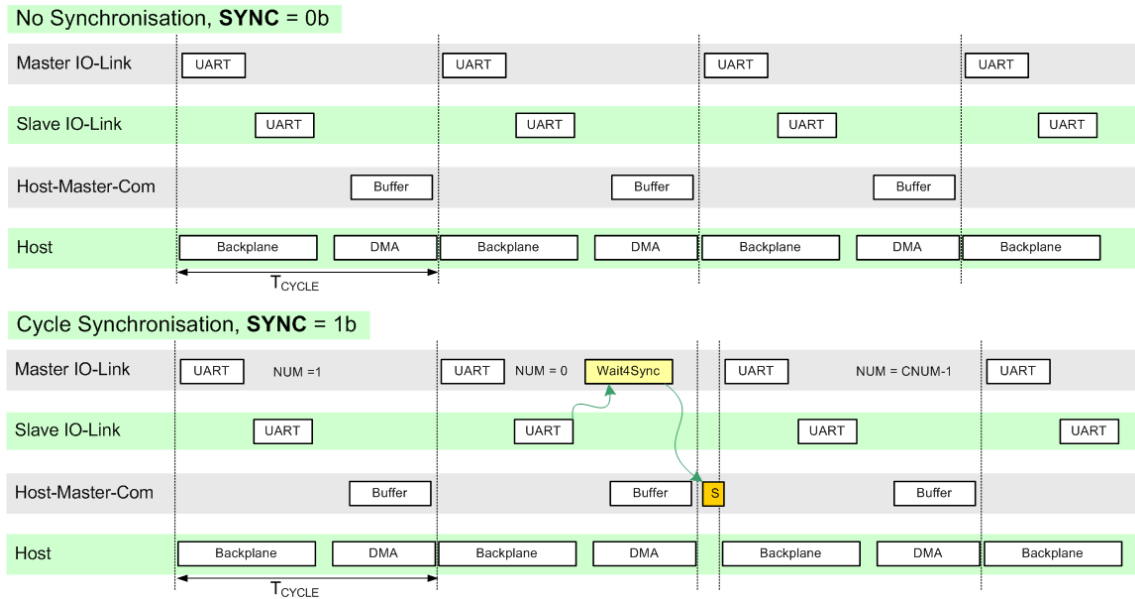 No Synchronisation, SYNC = 0b
Master IO-Link UART UART UART UART
Slave IO-Link UART UART UART UART
Host-Master-Com Buffer Buffer Buffer
Host Backplane DMA Backplane DMA Backplane DMA Backplane
TCYCLE
Cycle Synchronisation, SYNC = 1b
Master IO-Link UART NUM =1 UART NUM = 0 Wait4Sync UART NUM = CNUM-1 UART
Slave IO-Link UART UART UART UART
Host-Master-Com Buffer Buffer S Buffer
Host Backplane DMA Backplane DMA Backplane DMA Backplane
TCYCLE